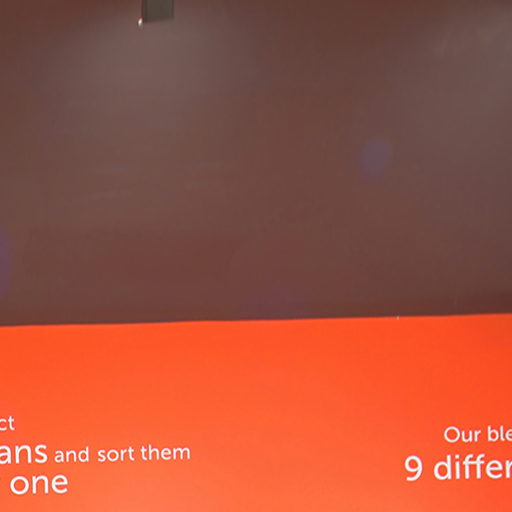 ct
ans and sort them
one
Our ble
9 differ